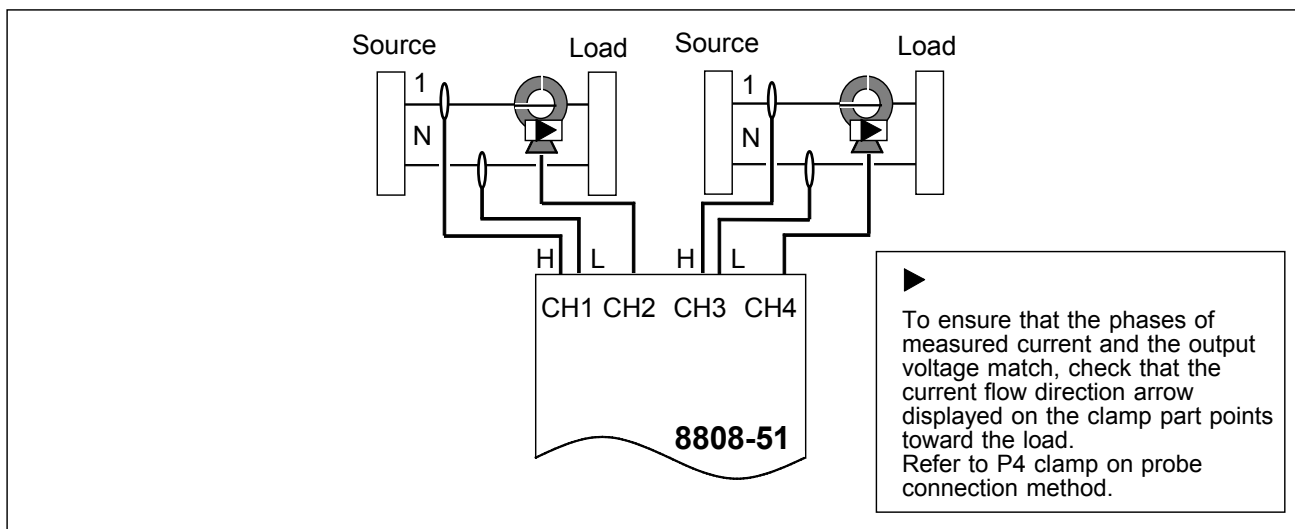 Source Load Source Load
1 1
N N
H L H L
CH1 CH2 CH3 CH4
8808-51
To ensure that the phases of
measured current and the output
voltage match, check that the
current flow direction arrow
displayed on the clamp part points
toward the load.
Refer to P4 clamp on probe
connection method.